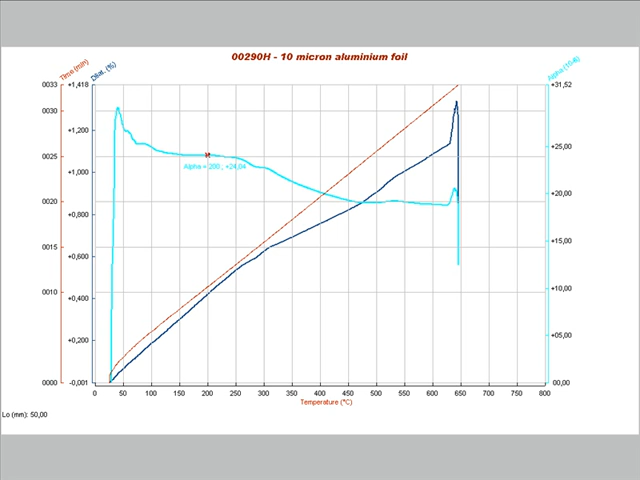 00290H - 10 micron aluminium foil
Time (min)
Dilat. (%)
Alpha (10-6)
0033
+1,418
+31,52
0030
+1,200
0025
+1,000
+25,00
Alpha = 200 ; +24,04
0020
+0,800
+20,00
0015
+0,600
+15,00
0010
+0,400
+10,00
+0,200
+05,00
0000
-0,001
00,00
0 50 100 150 200 250 300 350 400 450 500 550 600 650 700 750 800
Temperature (°C)
Lo (mm): 50,00